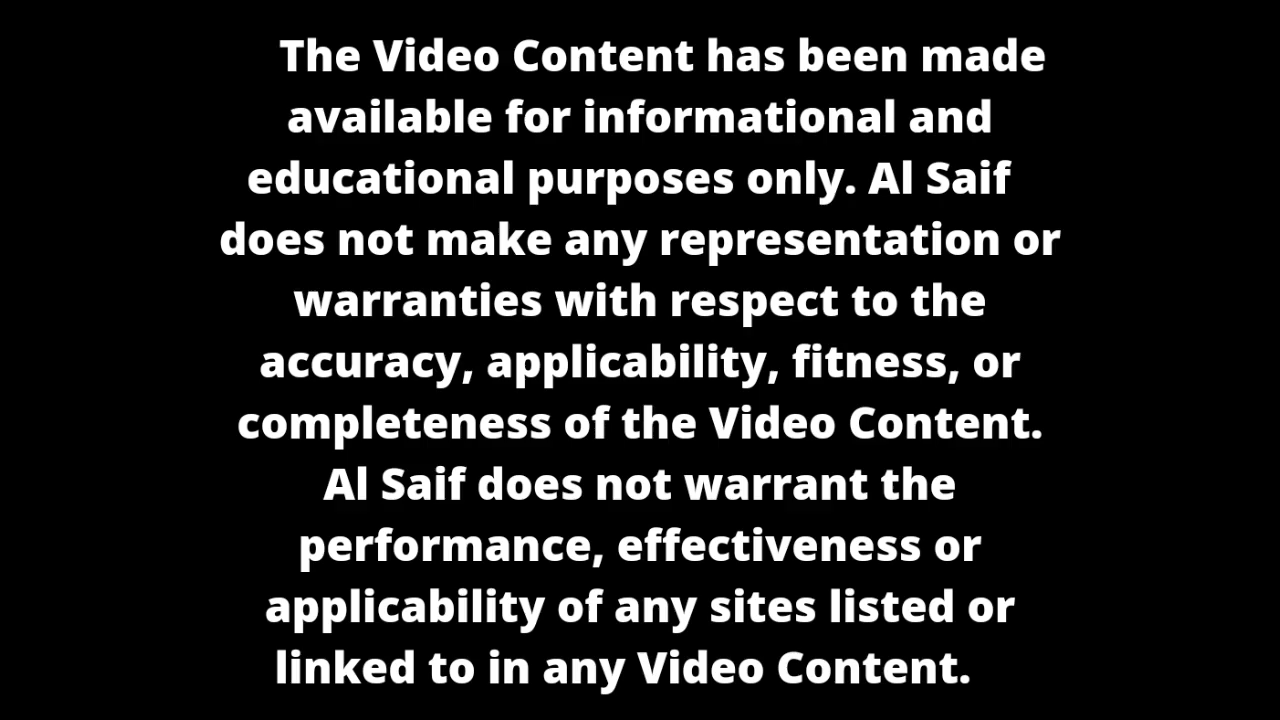 The Video Content has been made
available for informational and
educational purposes only. Al Saif
does not make any representation or
warranties with respect to the
accuracy, applicability, fitness, or
completeness of the Video Content.
Al Saif does not warrant the
performance, effectiveness or
applicability of any sites listed or
linked to in any Video Content.